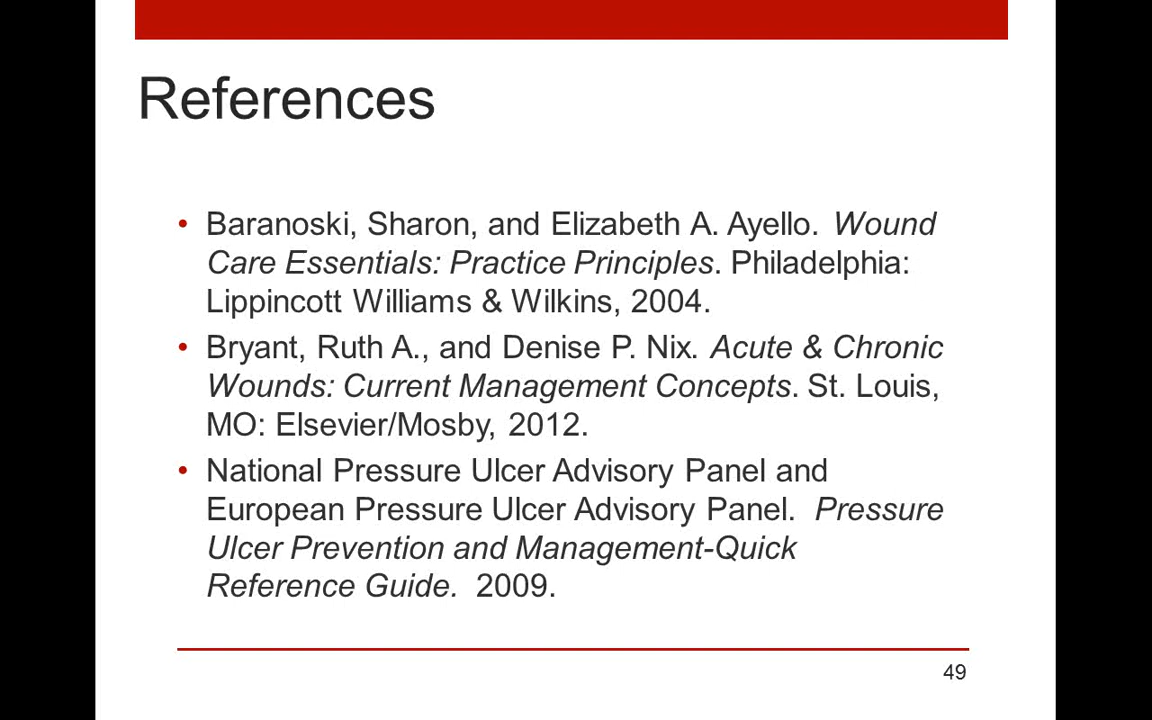 References
• Baranoski, Sharon, and Elizabeth A. Ayello. Wound
Care Essentials: Practice Principles. Philadelphia:
Lippincott Williams & Wilkins, 2004.
• Bryant, Ruth A., and Denise P. Nix. Acute & Chronic
Wounds: Current Management Concepts. St. Louis,
MO: Elsevier/Mosby, 2012.
• National Pressure Ulcer Advisory Panel and
European Pressure Ulcer Advisory Panel. Pressure
Ulcer Prevention and Management-Quick
Reference Guide. 2009.
49